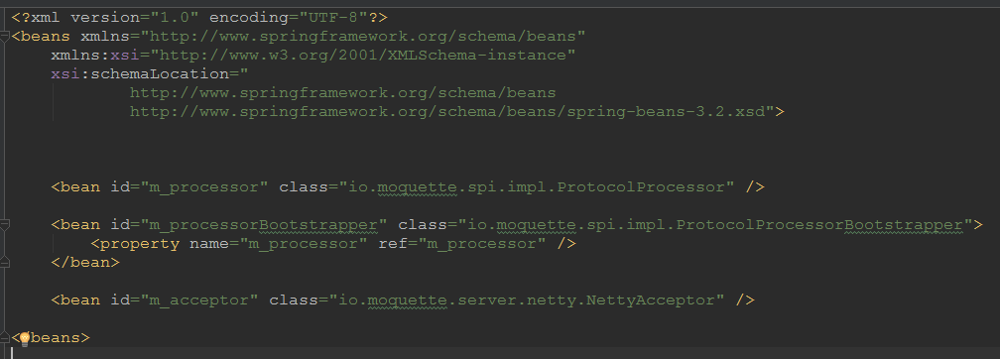 <?xml version="1.0" encoding="UTF-8"?>
<beans xmlns="http://www.springframework.org/schema/beans"
xmlns:xsi="http://www.w3.org/2001/XMLSchema-instance"
xsi:schemaLocation="
http://www.springframework.org/schema/beans
http://www.springframework.org/schema/beans/spring-beans-3.2.xsd">
<bean id="m_processor" class="io.moquette.spi.impl.ProtocolProcessor" />
<bean id="m_processorBootstrapper" class="io.moquette.spi.impl.ProtocolProcessorBootstrapper">
<property name="m_processor" ref="m_processor" />
</bean>
<bean id="m_acceptor" class="io.moquette.server.netty.NettyAcceptor" />
<beans>